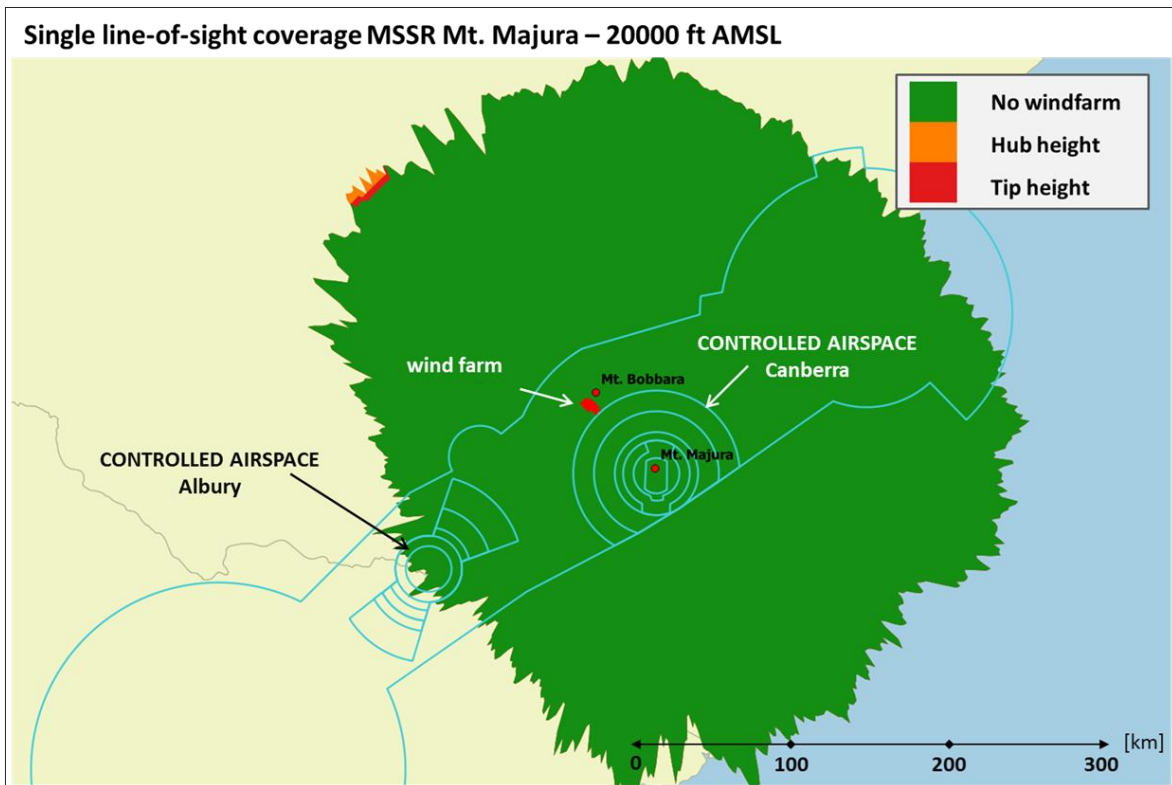 Single line-of-sight coverage MSSR Mt. Majura – 20000 ft AMSL
No windfarm
Hub height
Tip height
CONTROLLED AIRSPACE
Canberra
wind farm
Mt. Bobbara
Mt. Majura
CONTROLLED AIRSPACE
Albury
[km]
0 100 200 300